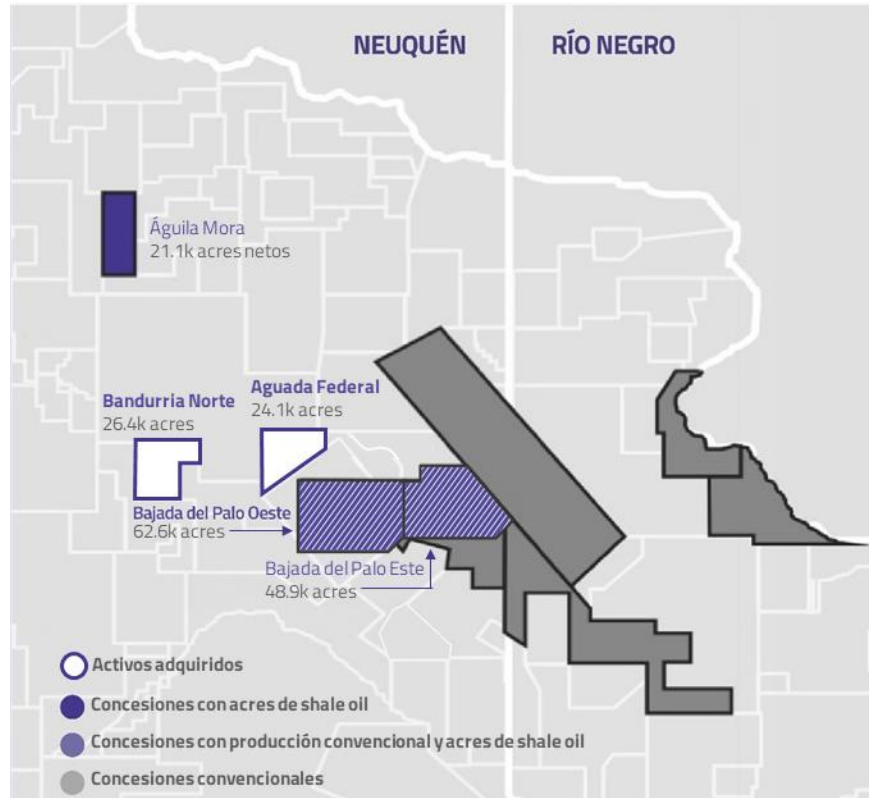 NEUQUÉN
RÍO NEGRO
Águila Mora
21.1k acres netos
Bandurria Norte
26.4k acres
Aguada Federal
24.1k acres
Bajada del Palo Oeste
62.6k acres
Bajada del Palo Este
48.9k acres
Activos adquiridos
Concesiones con acres de shale oil
Concesiones con producción convencional y acres de shale oil
Concesiones convencionales